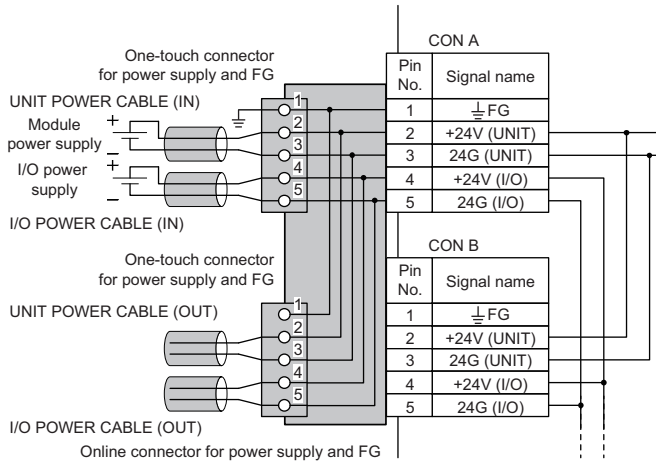 CON A
One-touch connector
for power supply and FG
Pin
No.
Signal name
UNIT POWER CABLE (IN)
Module
power supply
+
−
I/O power
supply
+
−
I/O POWER CABLE (IN)
1
2
3
4
5
1 FG
2 +24V (UNIT)
3 24G (UNIT)
4 +24V (I/O)
5 24G (I/O)
CON B
One-touch connector
for power supply and FG
Pin
No.
Signal name
UNIT POWER CABLE (OUT)
1
2
3
4
5
1 FG
2 +24V (UNIT)
3 24G (UNIT)
4 +24V (I/O)
5 24G (I/O)
I/O POWER CABLE (OUT)
Online connector for power supply and FG